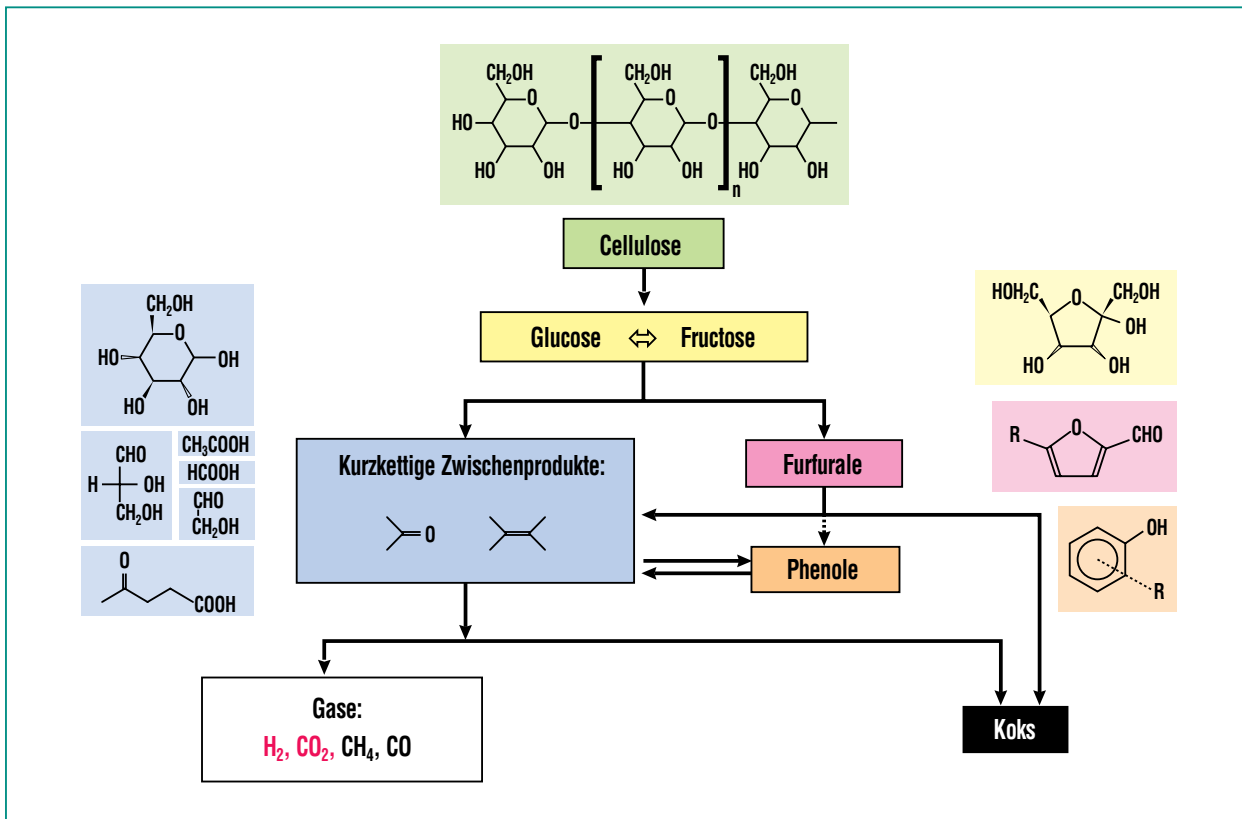 CH₂OH CH₂OH CH₂OH
O O O
HO O O
HO OH HO OH HO OH
n
Cellulose
Glucose ⬄ Fructose
CH₂OH
O
HO OH
HO OH
HOH₂C O CH₂OH
OH
HO OH
CHO
H OH
CH₂OH
CH₃COOH
HCOOH
CHO
CH₂OH
O
COOH
Kurzkettige Zwischenprodukte:
O
Furfurale
Phenole
R O CHO
OH
R
Gase:
H₂, CO₂, CH₄, CO
Koks